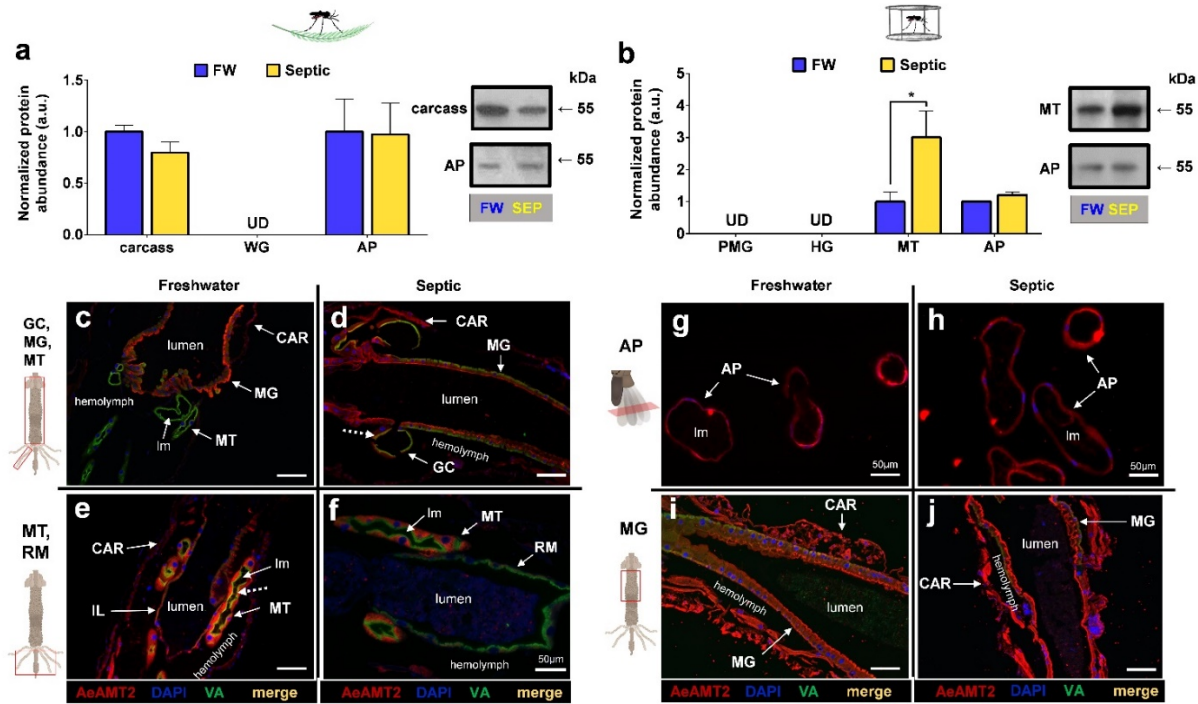 a
FW Septic
Normalized protein
abundance (a.u.)
1.5
1.0
0.5
0.0
UD
carcass WG AP
kDa
carcass ← 55
AP ← 55
FW SEP
b
FW Septic
Normalized protein
abundance (a.u.)
5
4
3
2
1
0
*
UD UD
PMG HG MT AP
kDa
MT ← 55
AP ← 55
FW SEP
Freshwater Septic
GC,
MG,
MT
c
lumen
CAR
MG
hemolymph
lm
MT
d
CAR
MG
lumen
hemolymph
GC
MT,
RM
e
CAR
lm
lumen
IL
MT
hemolymph
f
lm
MT
RM
lumen
hemolymph
50µm
AeAMT2 DAPI VA merge
AeAMT2 DAPI VA merge
Freshwater Septic
AP
g
AP
lm
50µm
h
AP
lm
50µm
MG
i
CAR
hemolymph
lumen
MG
j
MG
lumen
hemolymph
CAR
AeAMT2 DAPI VA merge
AeAMT2 DAPI VA merge